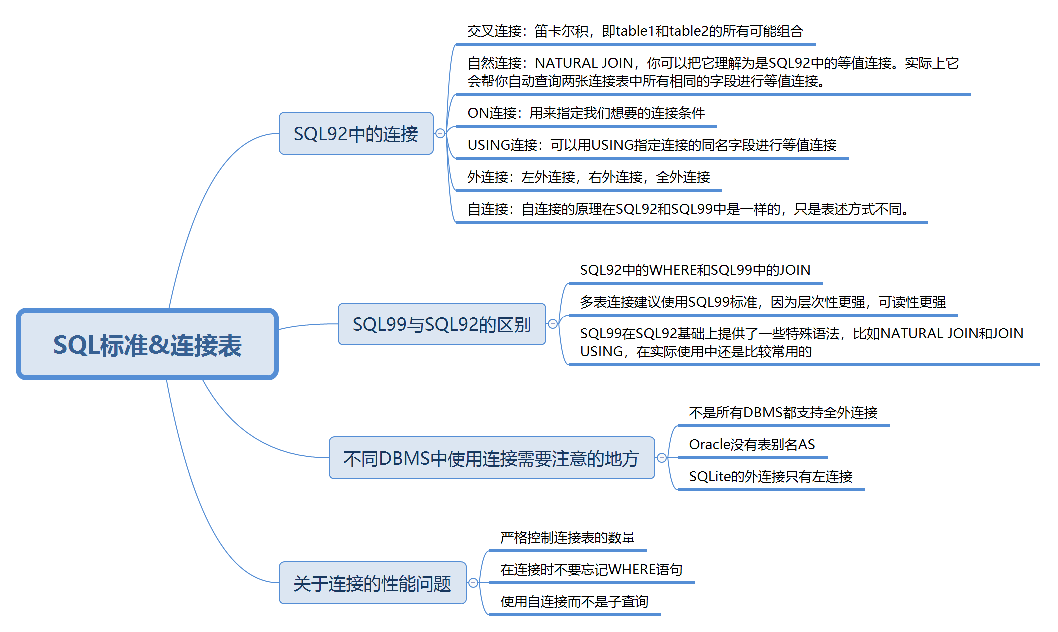 SQL标准&连接表
SQL92中的连接
交叉连接：笛卡尔积，即table1和table2的所有可能组合
自然连接：NATURAL JOIN，你可以把它理解为是SQL92中的等值连接。实际上它
会帮你自动查询两张连接表中所有相同的字段进行等值连接。
ON连接：用来指定我们想要的连接条件
USING连接：可以用USING指定连接的同名字段进行等值连接
外连接：左外连接，右外连接，全外连接
自连接：自连接的原理在SQL92和SQL99中是一样的，只是表述方式不同。
SQL99与SQL92的区别
SQL92中的WHERE和SQL99中的JOIN
多表连接建议使用SQL99标准，因为层次性更强，可读性更强
SQL99在SQL92基础上提供了一些特殊语法，比如NATURAL JOIN和JOIN
USING，在实际使用中还是比较常用的
不同DBMS中使用连接需要注意的地方
不是所有DBMS都支持全外连接
Oracle没有表别名AS
SQLite的外连接只有左连接
关于连接的性能问题
严格控制连接表的数量
在连接时不要忘记WHERE语句
使用自连接而不是子查询